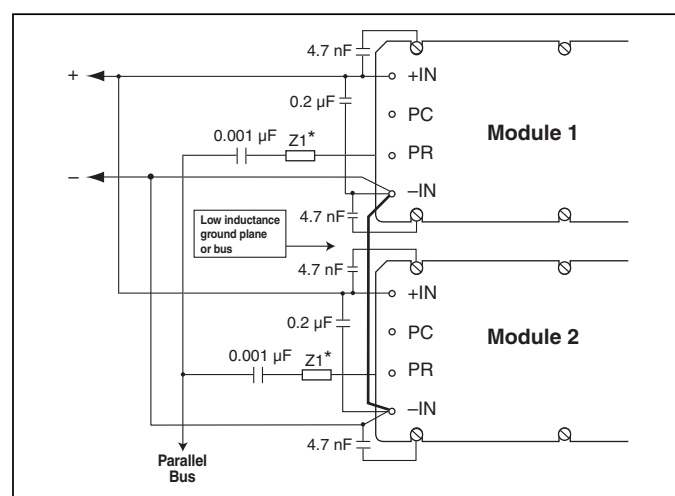 4.7 nF
+
+IN
0.2 µF
PC
Module 1
0.001 µF
Z1*
PR
–
–IN
Low inductance
ground plane
or bus
4.7 nF
4.7 nF
+IN
0.2 µF
PC
Module 2
0.001 µF
Z1*
PR
–IN
4.7 nF
Parallel
Bus